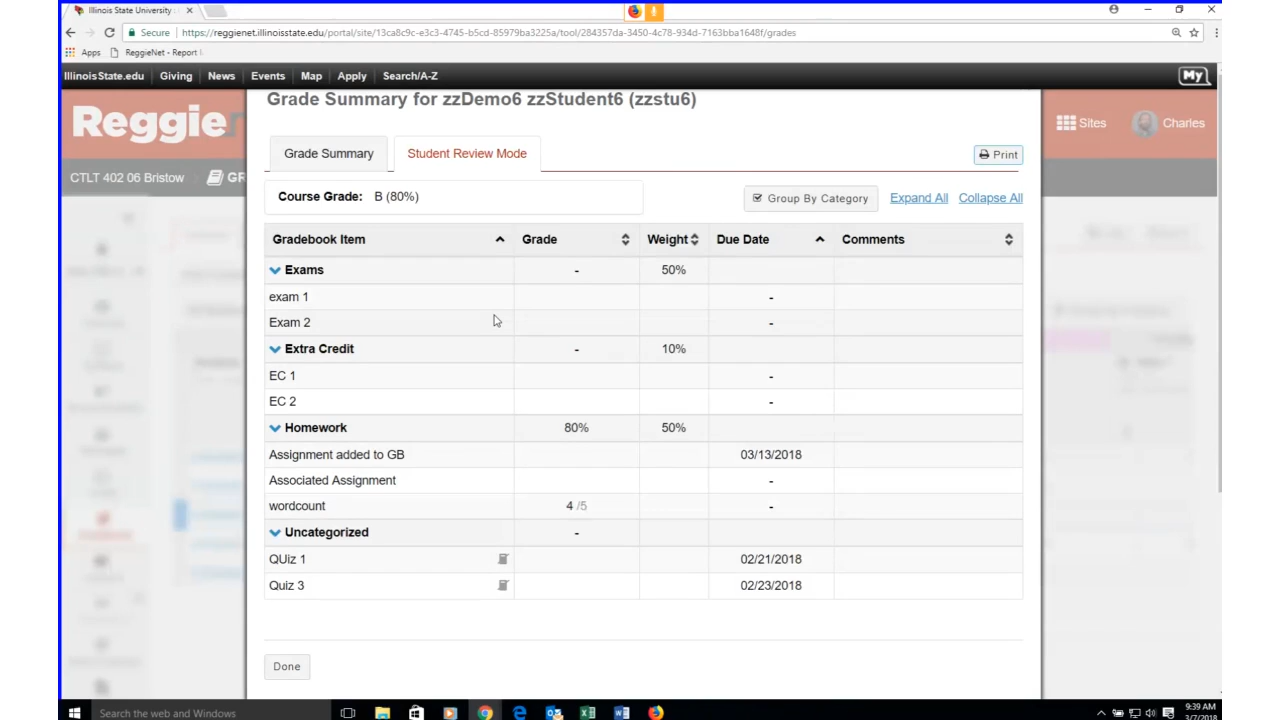 Illinois State University
Secure https://reggienet.illinoisstate.edu/portal/site/13ca8c9c-e3c3-4745-b5cd-85979ba3225a/tool/284357da-3450-4c78-934d-7163bba1648f/grades
Apps ReggieNet - Report
IllinoisState.edu Giving News Events Map Apply Search/A-Z My
Grade Summary for zzDemo6 zzStudent6 (zzstu6)
Reggie Sites Charles
Grade Summary Student Review Mode Print
CTLT 402 06 Bristow GR
Course Grade: B (80%) Group By Category Expand All Collapse All
Gradebook Item Grade Weight Due Date Comments
Exams - 50%
exam 1 -
Exam 2 -
Extra Credit - 10%
EC 1 -
EC 2 -
Homework 80% 50%
Assignment added to GB 03/13/2018
Associated Assignment -
wordcount 4 /5 -
Uncategorized -
QUiz 1 02/21/2018
Quiz 3 02/23/2018
Done
Search the web and Windows 9:39 AM
3/7/2018